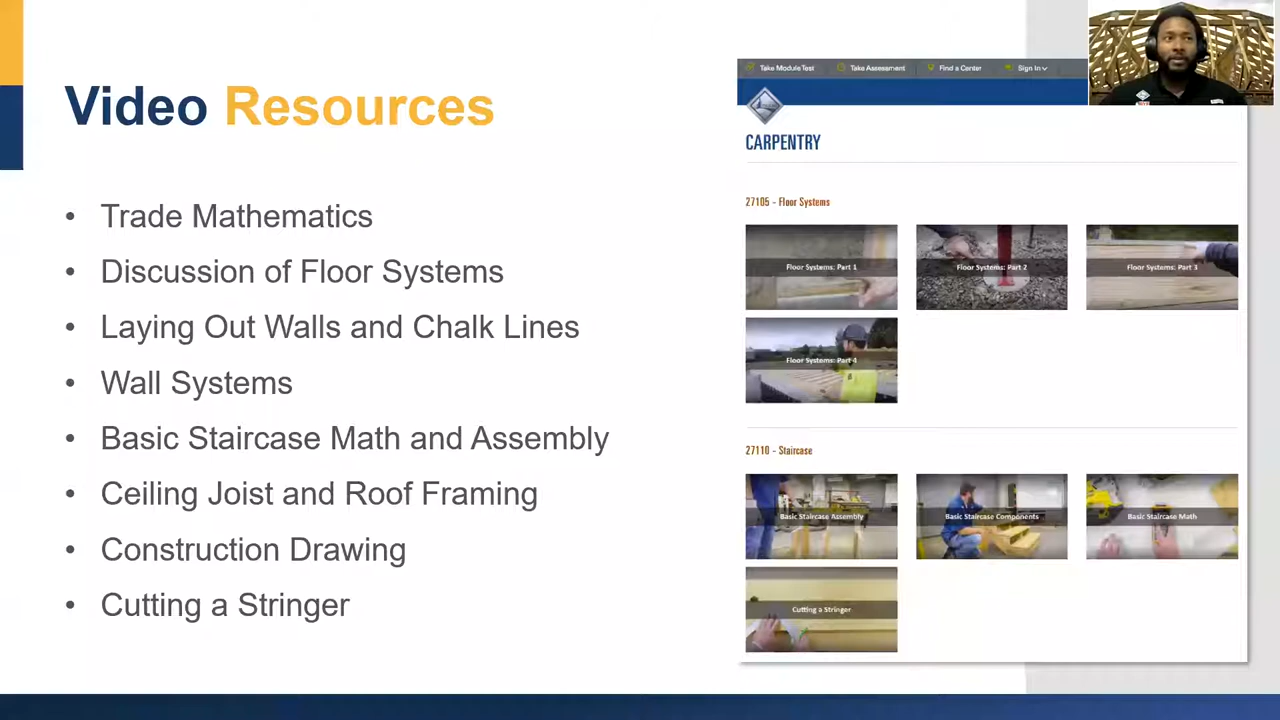 Video Resources
• Trade Mathematics
• Discussion of Floor Systems
• Laying Out Walls and Chalk Lines
• Wall Systems
• Basic Staircase Math and Assembly
• Ceiling Joist and Roof Framing
• Construction Drawing
• Cutting a Stringer
Take Module Test Take Assessment Find a Center Sign In
CARPENTRY
27105 - Floor Systems
Floor Systems: Part 1
Floor Systems: Part 2
Floor Systems: Part 3
Floor Systems: Part 4
27110 - Staircase
Basic Staircase Assembly
Basic Staircase Components
Basic Staircase Math
Cutting a Stringer